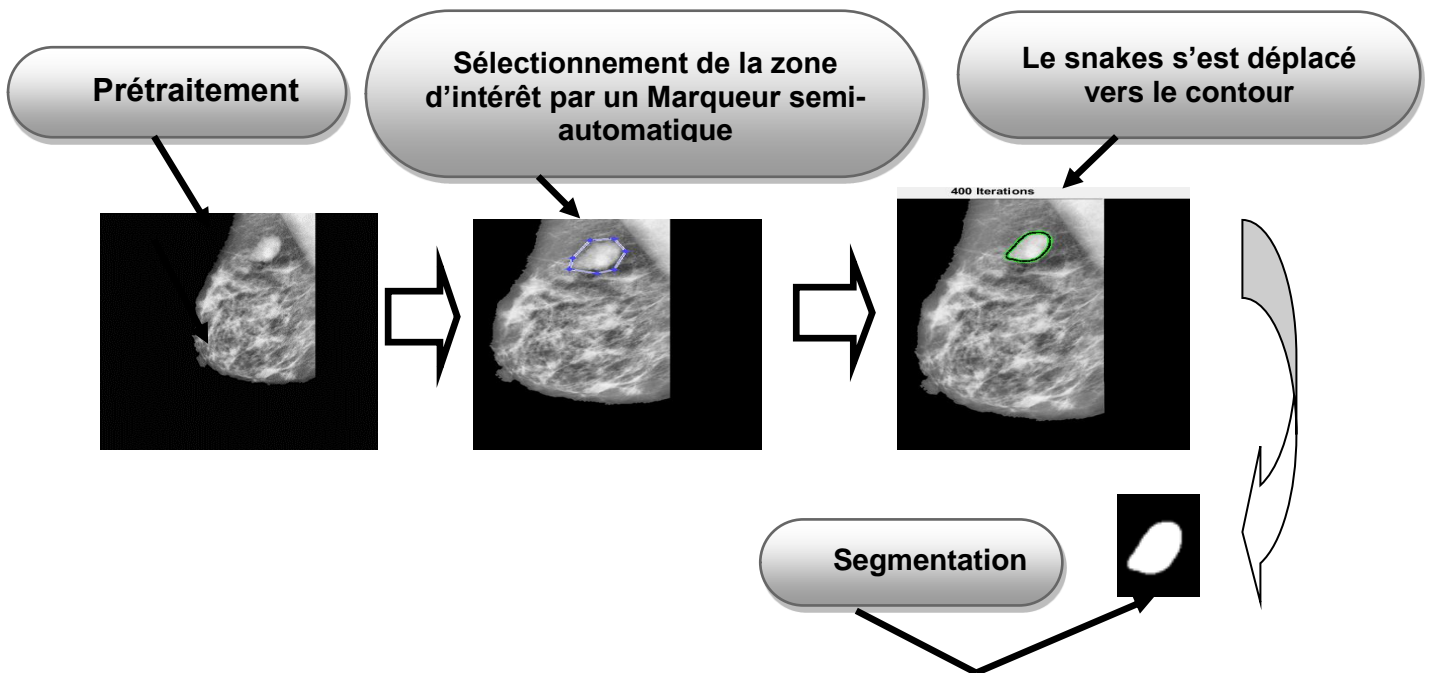 Prétraitement
Sélectionnement de la zone
d’intérêt par un Marqueur semi-
automatique
Le snakes s’est déplacé
vers le contour
400 Iterations
Segmentation